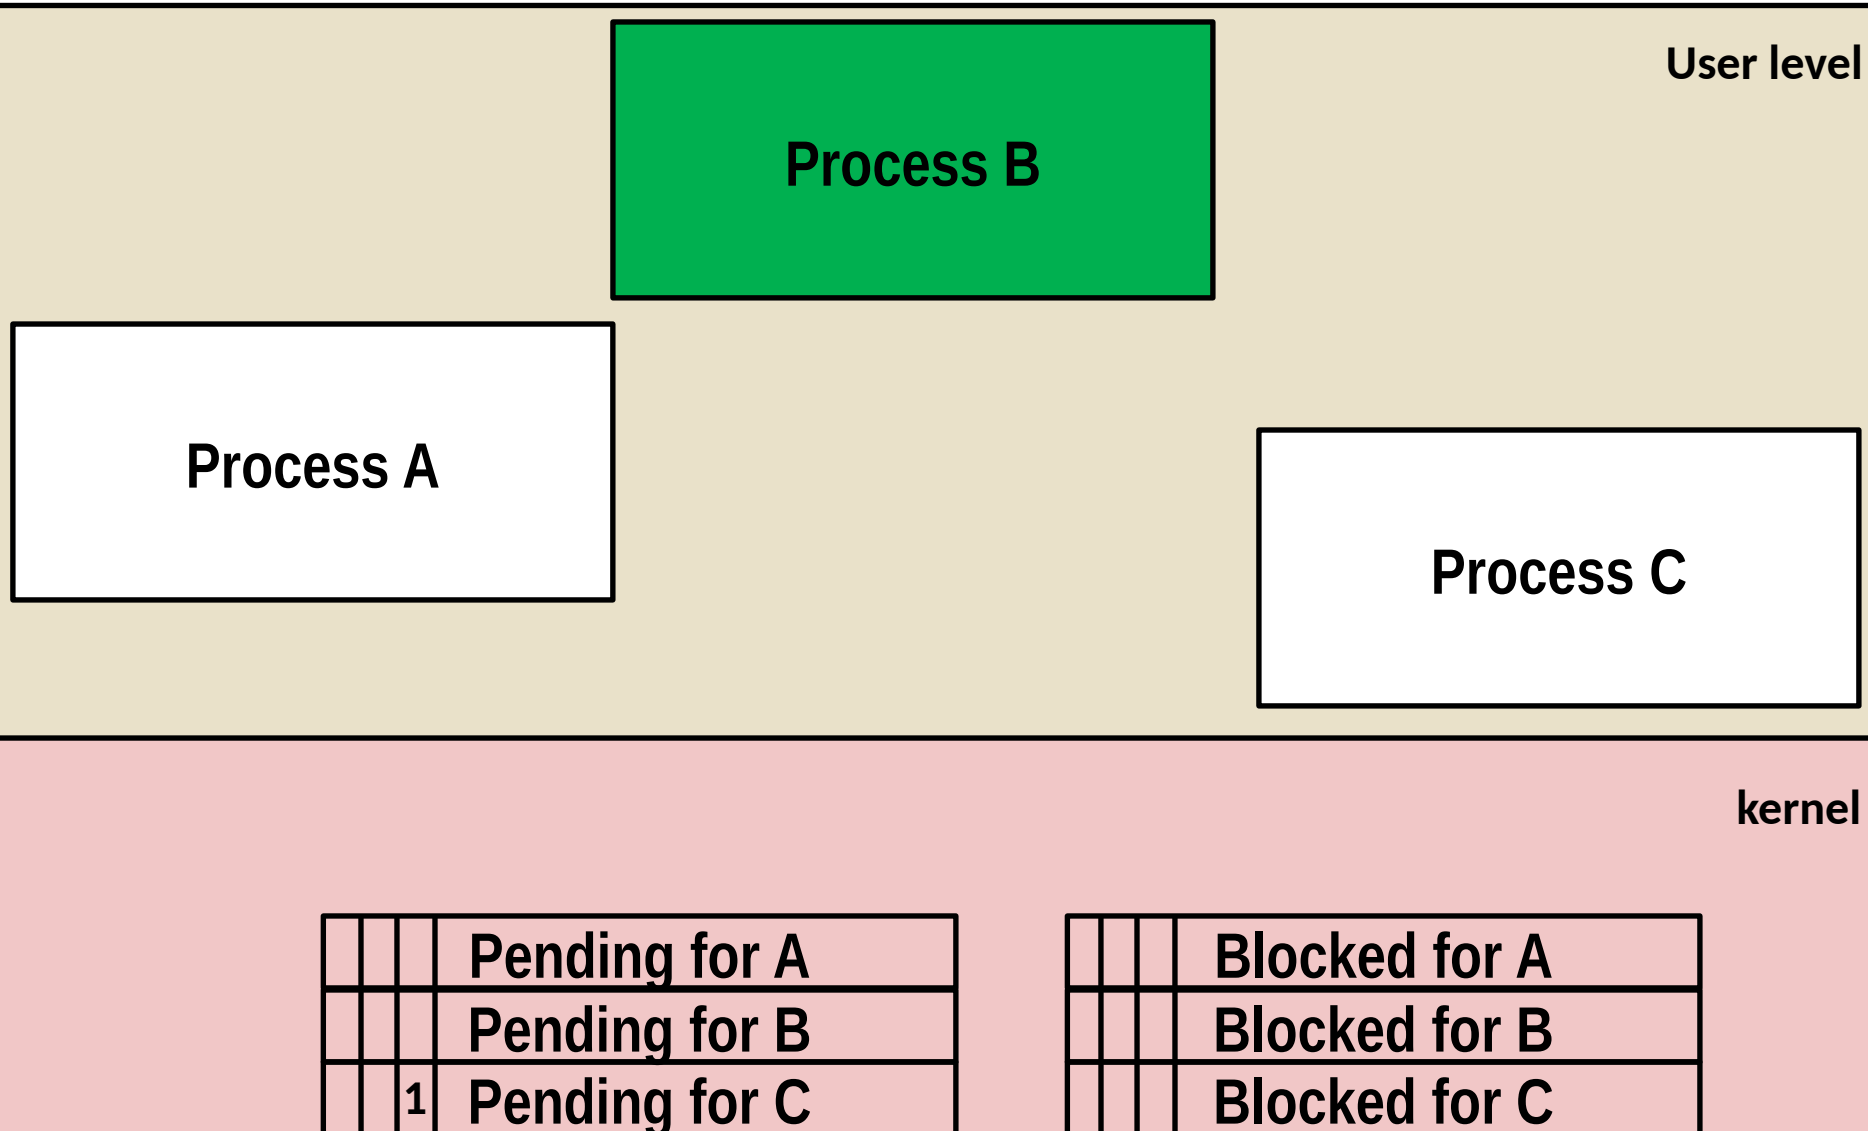 User level
Process B
Process A
Process C
kernel
Pending for A
Blocked for A
Pending for B
Blocked for B
1 Pending for C
Blocked for C